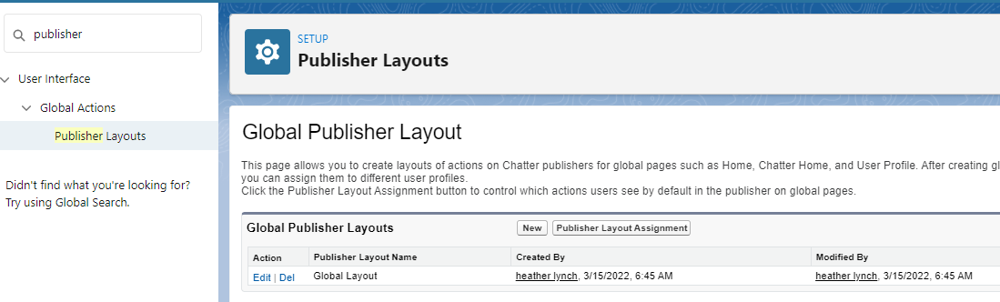 publisher
User Interface
Global Actions
Publisher Layouts
Didn't find what you're looking for?
Try using Global Search.
SETUP
Publisher Layouts
Global Publisher Layout
This page allows you to create layouts of actions on Chatter publishers for global pages such as Home, Chatter Home, and User Profile. After creating
you can assign them to different user profiles.
Click the Publisher Layout Assignment button to control which actions users see by default in the publisher on global pages.
Global Publisher Layouts New Publisher Layout Assignment
Action Publisher Layout Name Created By Modified By
Edit | Del Global Layout heather lynch, 3/15/2022, 6:45 AM heather lynch, 3/15/2022, 6:45 AM